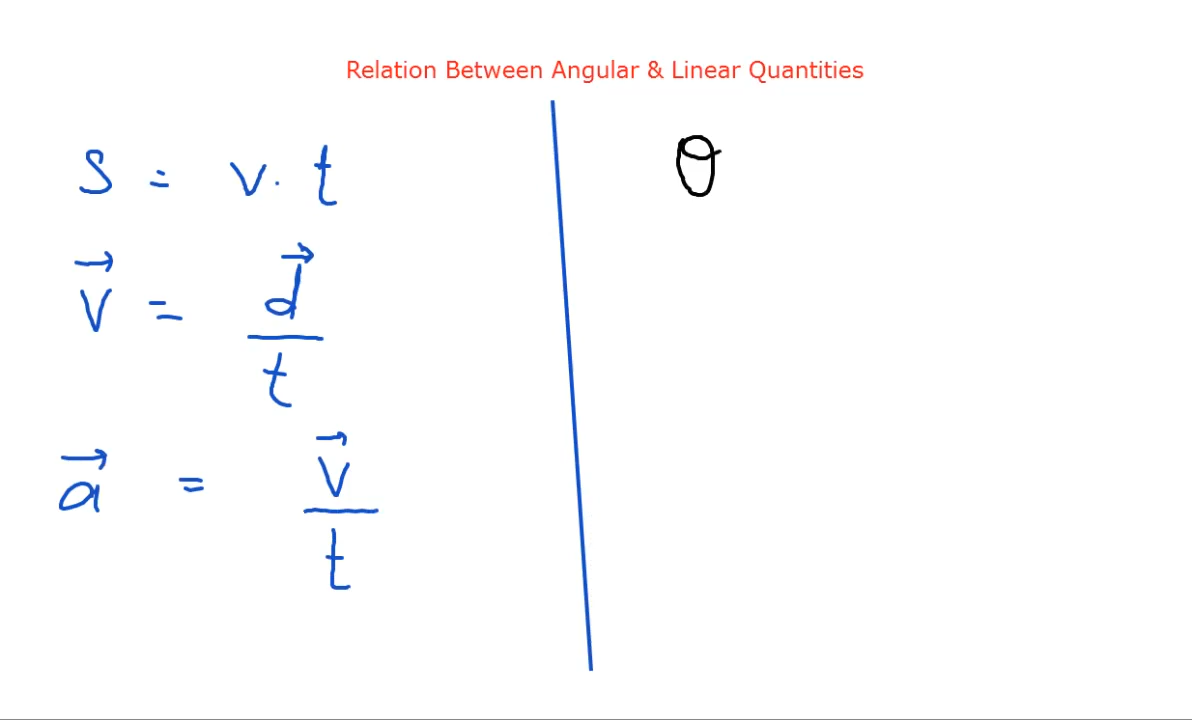 Relation Between Angular & Linear Quantities
S = v. t
θ
→ →
V = d
t
→ →
a = v
t